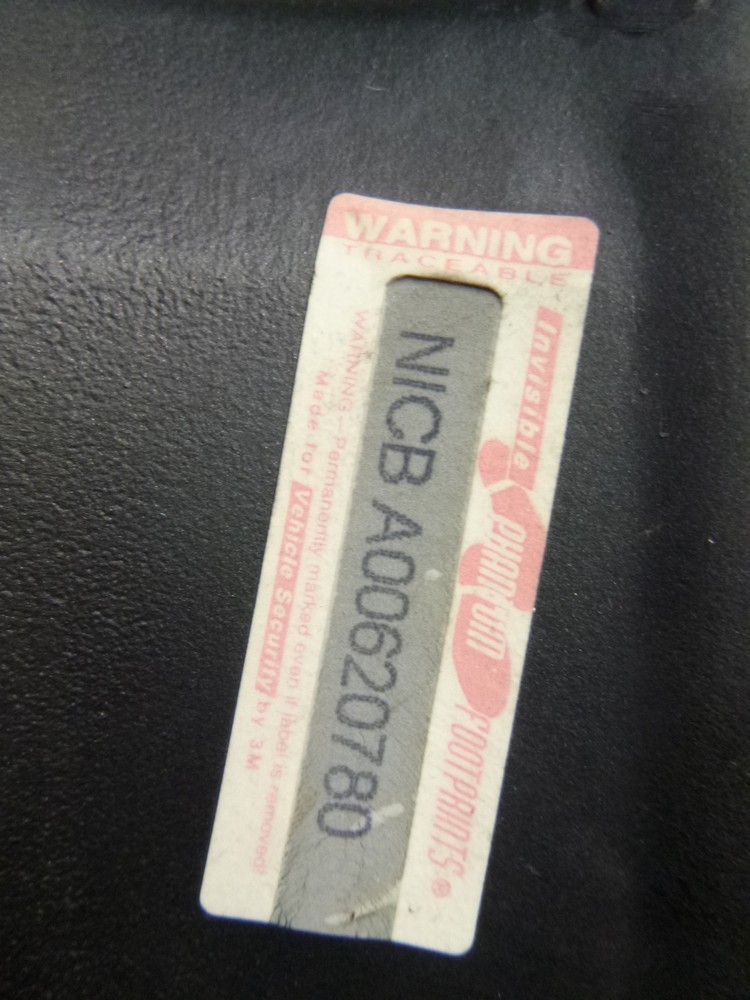 WARNING
TRACEABLE
Invisible
PHANTOM
FOOTPRINTS®
NICB A00620780
WARNING - Permanently marked even if label is removed!
Made for Vehicle Security by 3M